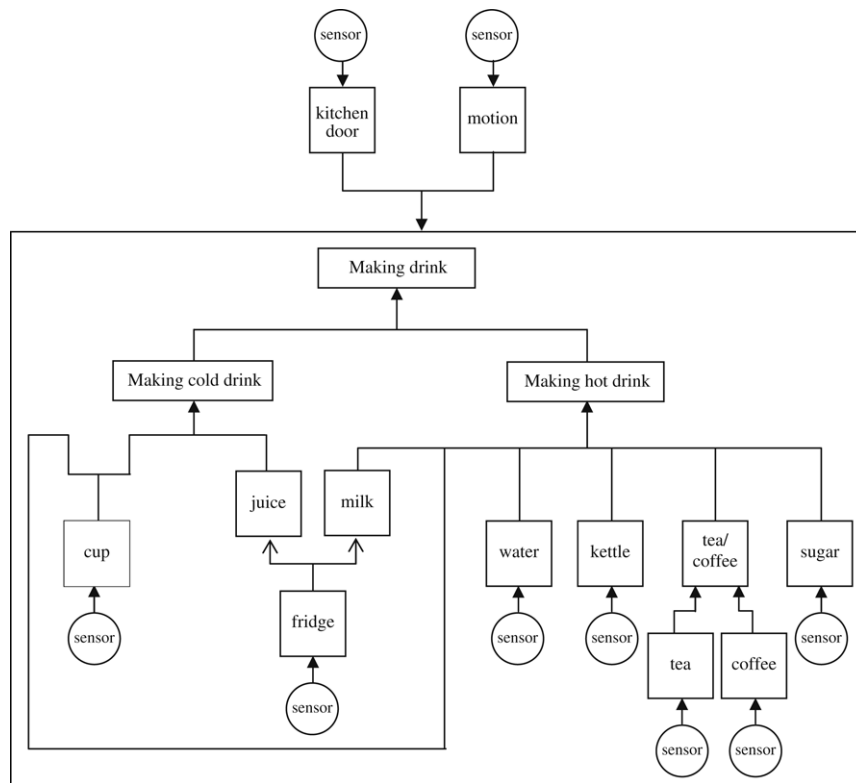 sensor
sensor
kitchen
door
motion
Making drink
Making cold drink
Making hot drink
juice
milk
cup
water
kettle
tea/
coffee
sugar
fridge
sensor
sensor
sensor
sensor
tea
coffee
sensor
sensor
sensor